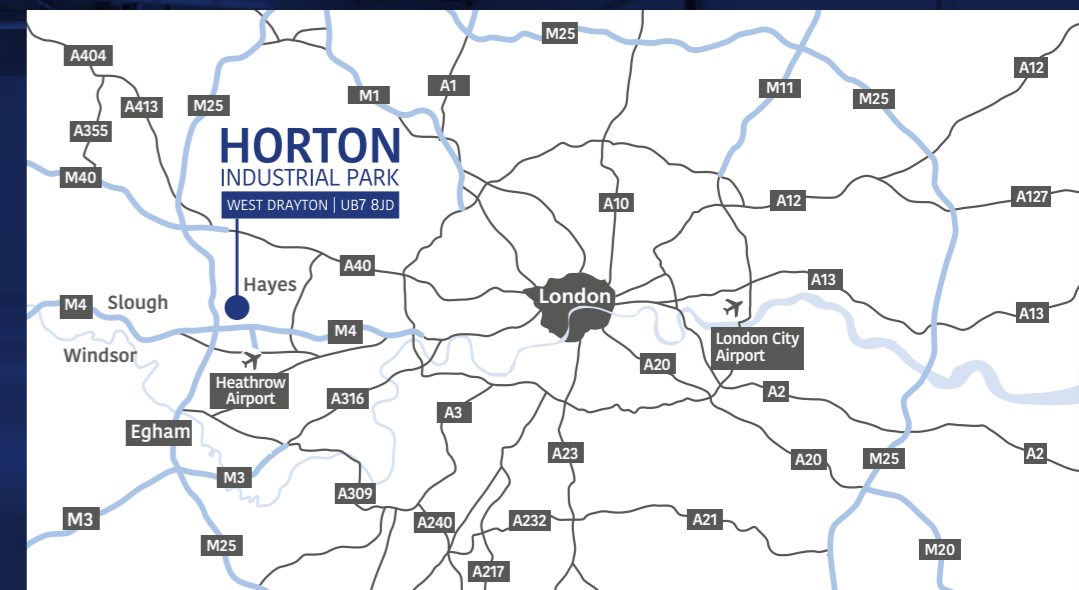 M25
A404
A12
M1
A1
M11
M25
A413
M25
A355
HORTON
INDUSTRIAL PARK
WEST DRAYTON | UB7 8JD
M40
A10
A12
A127
A40
Hayes
A13
M4
Slough
London
A13
M4
London City
Airport
Windsor
A20
Heathrow
Airport
A316
A2
A3
Egham
A23
A20
M25
A2
M3
A309
M3
A240
A232
A21
M25
M20
A217